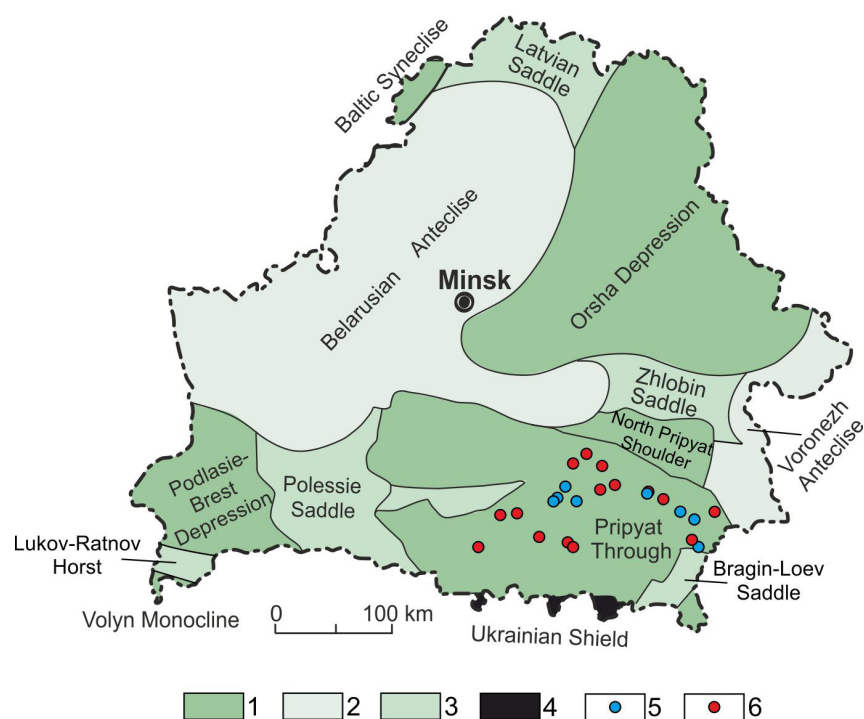 Latvian
Saddle
Baltic Syneclise
Belarusian Anteclise
Minsk
Orsha Depression
Zhlobin
Saddle
North Pripyat
Shoulder
Voronezh
Anteclise
Podlasie-
Brest
Depression
Polessie
Saddle
Pripyat
Through
Lukov-Ratnov
Horst
Bragin-Loev
Saddle
Volyn Monocline
0 100 km
Ukrainian Shield
1 2 3 4 5 6